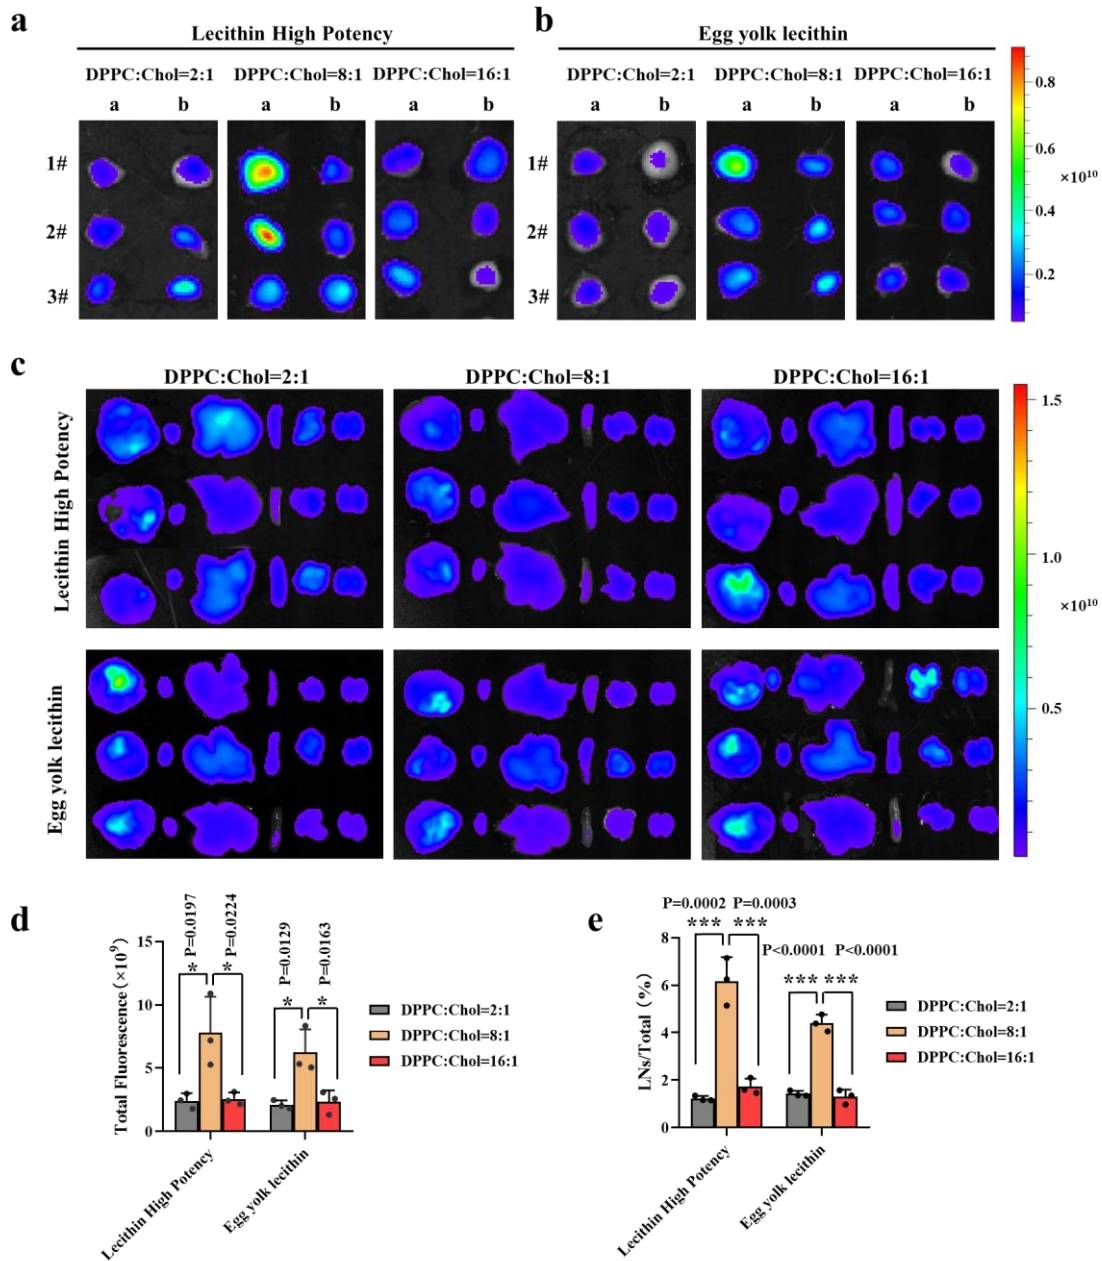 a
Lecithin High Potency
DPPC:Chol=2:1 DPPC:Chol=8:1 DPPC:Chol=16:1
a b a b a b
1#
2#
3#
b
Egg yolk lecithin
DPPC:Chol=2:1 DPPC:Chol=8:1 DPPC:Chol=16:1
a b a b a b
1#
2#
3#
0.8
0.6
×10¹⁰
0.4
0.2
c
DPPC:Chol=2:1 DPPC:Chol=8:1 DPPC:Chol=16:1
Lecithin High Potency
Egg yolk lecithin
1.5
1.0
×10¹⁰
0.5
d
Total Fluorescence (×10⁹)
15
10
5
0
P=0.0197
P=0.0224
P=0.0129
P=0.0163
* *
* *
Lecithin High Potency
Egg yolk lecithin
DPPC:Chol=2:1
DPPC:Chol=8:1
DPPC:Chol=16:1
e
LNs/Total (%)
8
6
4
2
0
P=0.0002 P=0.0003
*** ***
P<0.0001 P<0.0001
*** ***
Lecithin High Potency
Egg yolk lecithin
DPPC:Chol=2:1
DPPC:Chol=8:1
DPPC:Chol=16:1